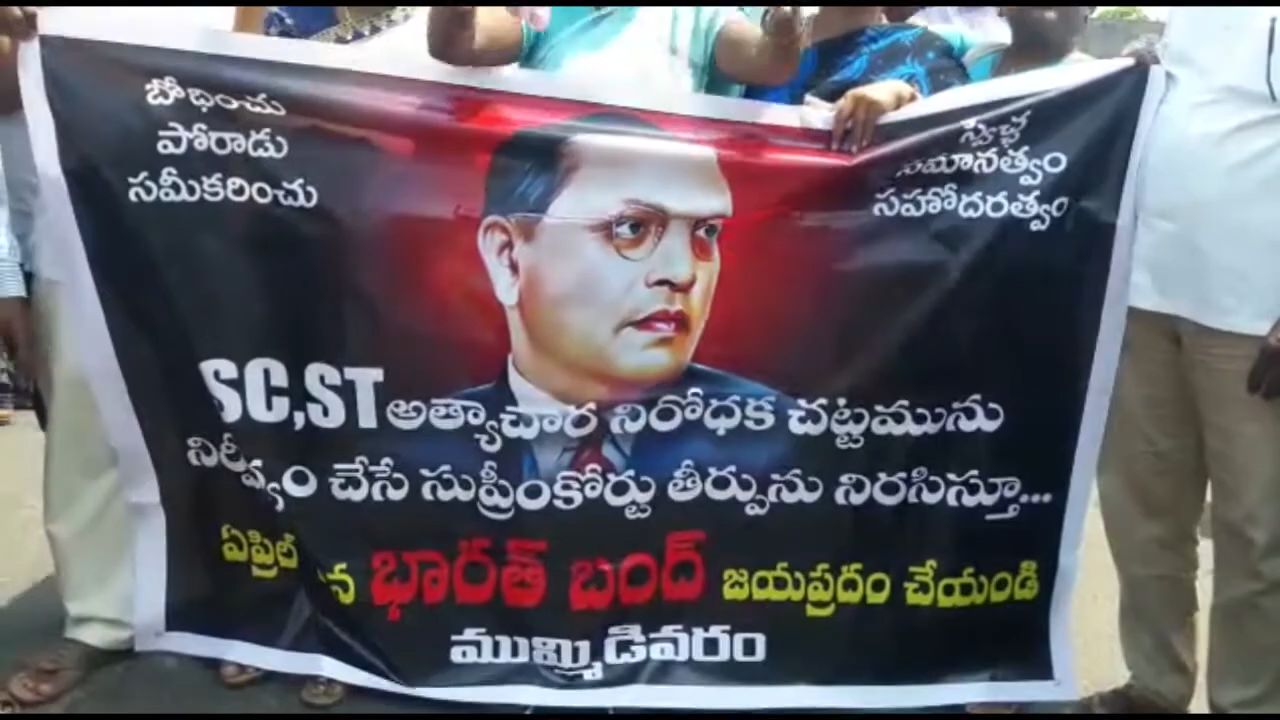 బోధించు
పోరాడు
సమీకరించు
స్వేచ్ఛ
సమానత్వం
సహోదరత్వం
SC,ST అత్యాచార నిరోధక చట్టమును
నిర్వీర్యం చేసే సుప్రీంకోర్టు తీర్పును నిరసిస్తూ...
ఏప్రిల్ న భారత్ బంద్ జయప్రదం చేయండి
ముమ్మిడివరం